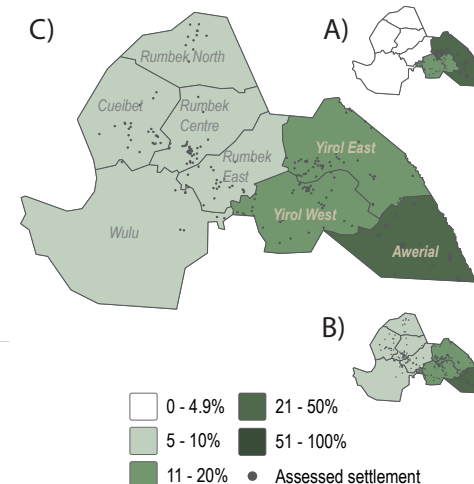 C)
A)
Rumbek North
Cueibet
Rumbek
Centre
Rumbek
East
Yirol East
Wulu
Yirol West
Awerial
B)
0 - 4.9%
21 - 50%
5 - 10%
51 - 100%
11 - 20%
Assessed settlement